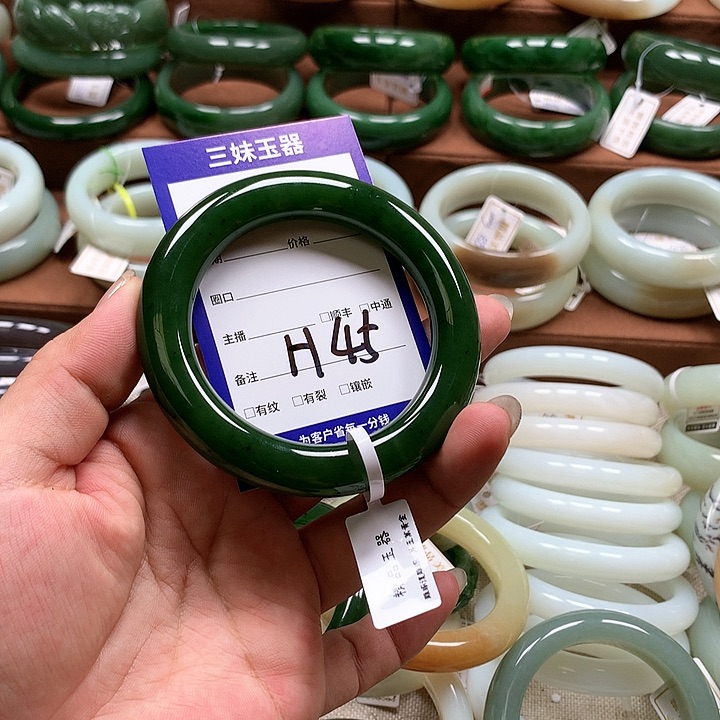 三妹玉器
期 价格
圈口
主播 □顺丰 □中通
备注 H45
□有纹 □有裂 □镶嵌
为客户省每一分钱